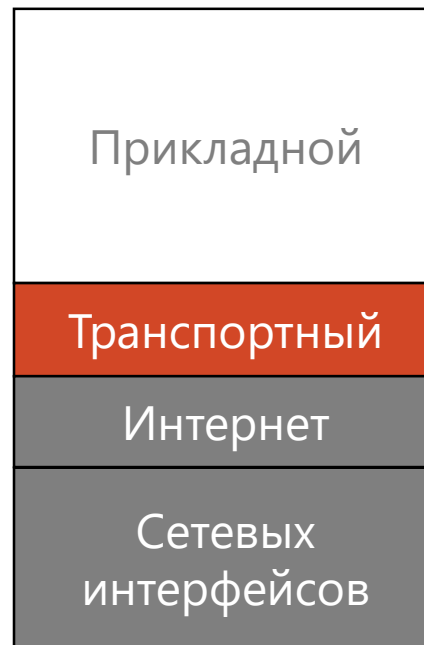 Прикладной
Транспортный
Интернет
Сетевых
интерфейсов